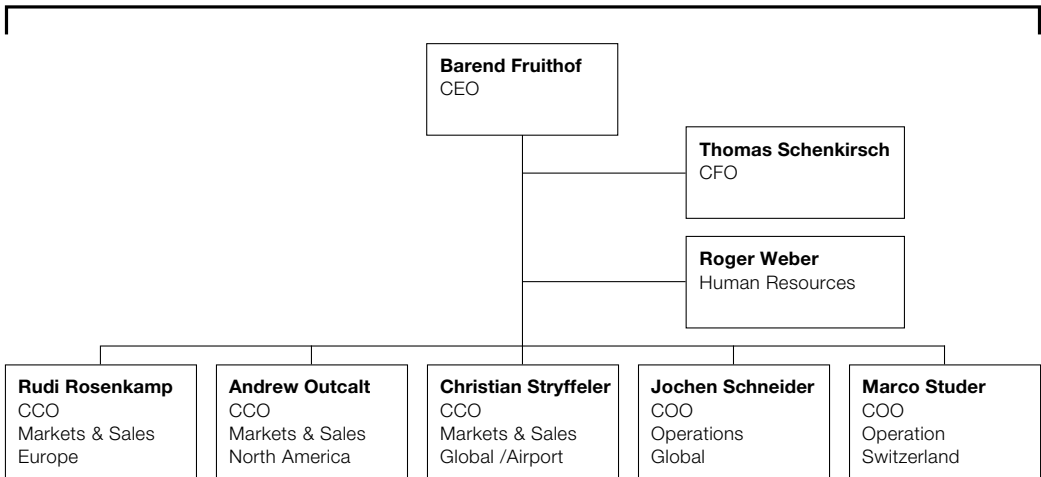 Barend Fruithof
CEO
Thomas Schenkirsch
CFO
Roger Weber
Human Resources
Rudi Rosenkamp
CCO
Markets & Sales
Europe
Andrew Outcalt
CCO
Markets & Sales
North America
Christian Stryffeler
CCO
Markets & Sales
Global /Airport
Jochen Schneider
COO
Operations
Global
Marco Studer
COO
Operation
Switzerland